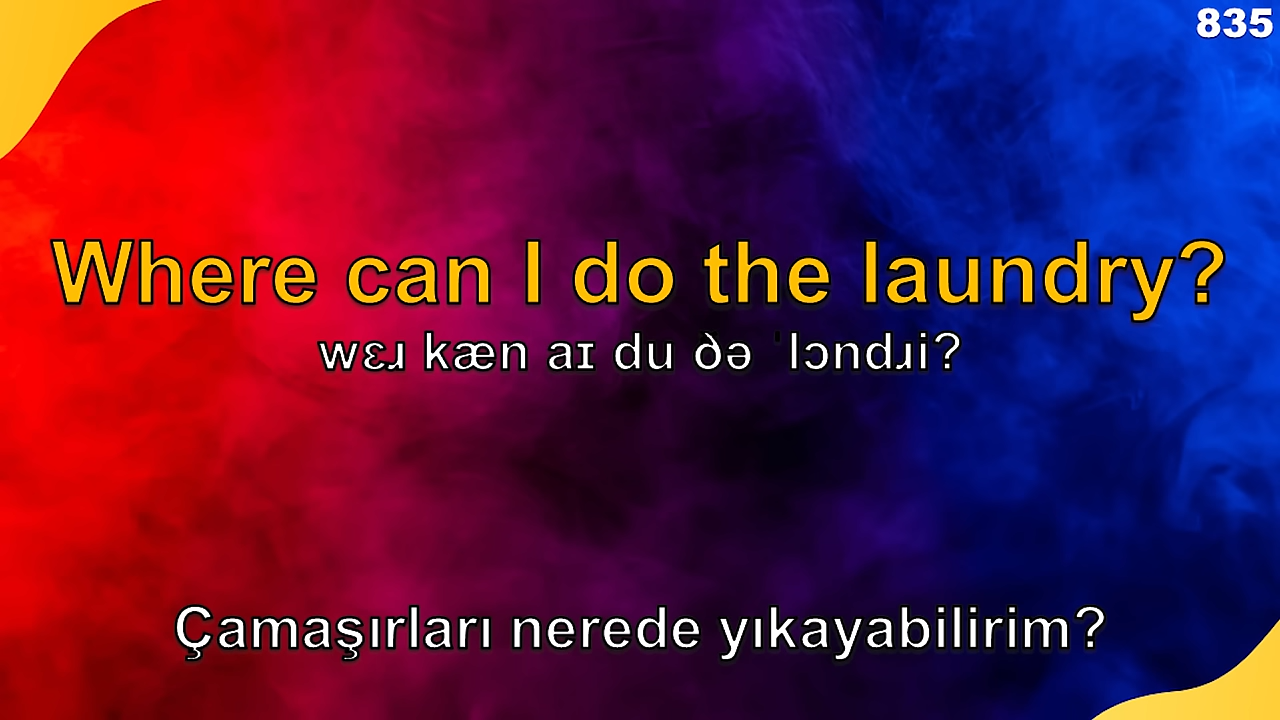 835
Where can I do the laundry?
wɛɹ kæn aɪ du ðə ˈlɔndɹi?
Çamaşırları nerede yıkayabilirim?